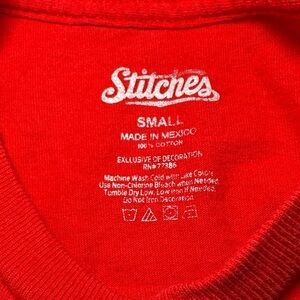 Stitches
SMALL
MADE IN MEXICO
100% COTTON
EXCLUSIVE OF DECORATION
RN# 77386
Machine Wash Cold with Like Colors.
Use Non-Chlorine Bleach when Needed.
Tumble Dry Low. Low Iron if Needed.
Do Not Iron Decoration.